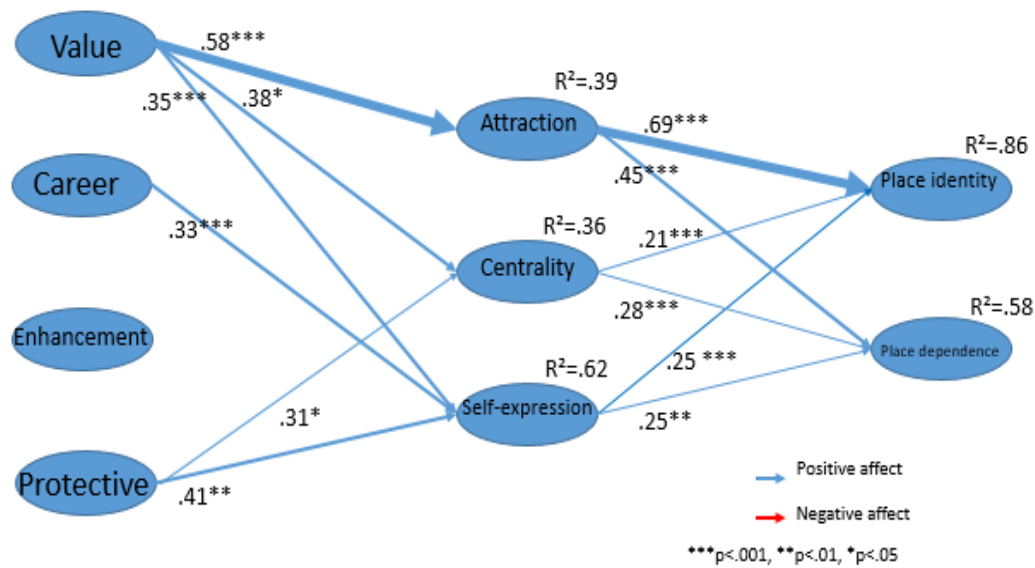 Value
.58***
.35***
.38*
R²=.39
Attraction
.69***
.45***
R²=.86
Place identity
Career
.33***
R²=.36
Centrality
.21***
.28***
Enhancement
R²=.58
Place dependence
R²=.62
Self-expression
.25 ***
.25**
.31*
Protective
.41**
Positive affect
Negative affect
***p<.001, **p<.01, *p<.05